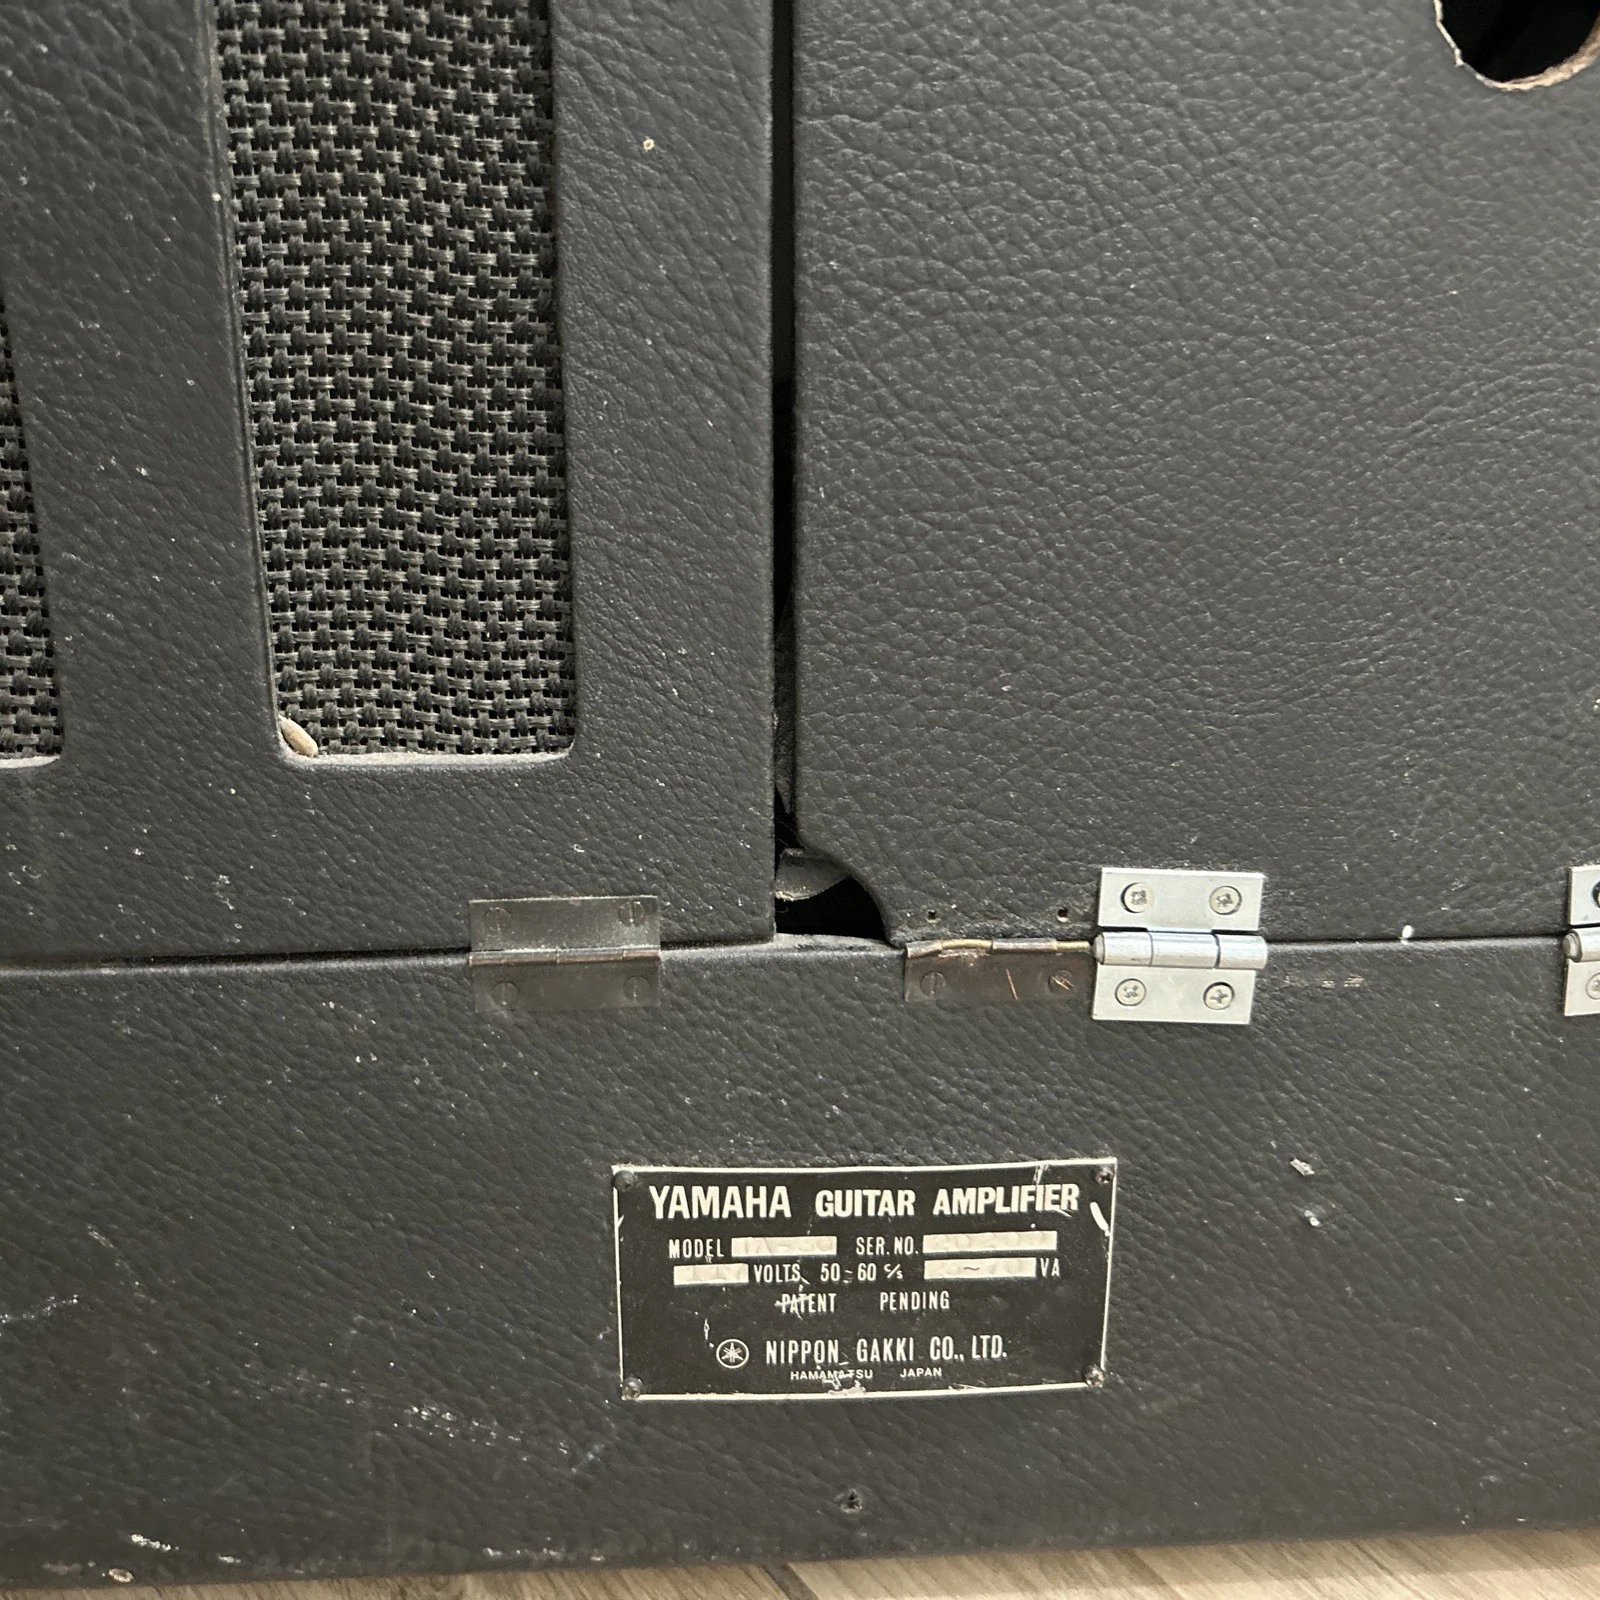 YAMAHA GUITAR AMPLIFIER
MODEL SER. NO.
VOLTS 50~60 c/s VA
PATENT PENDING
NIPPON GAKKI CO., LTD.
HAMAMATSU JAPAN